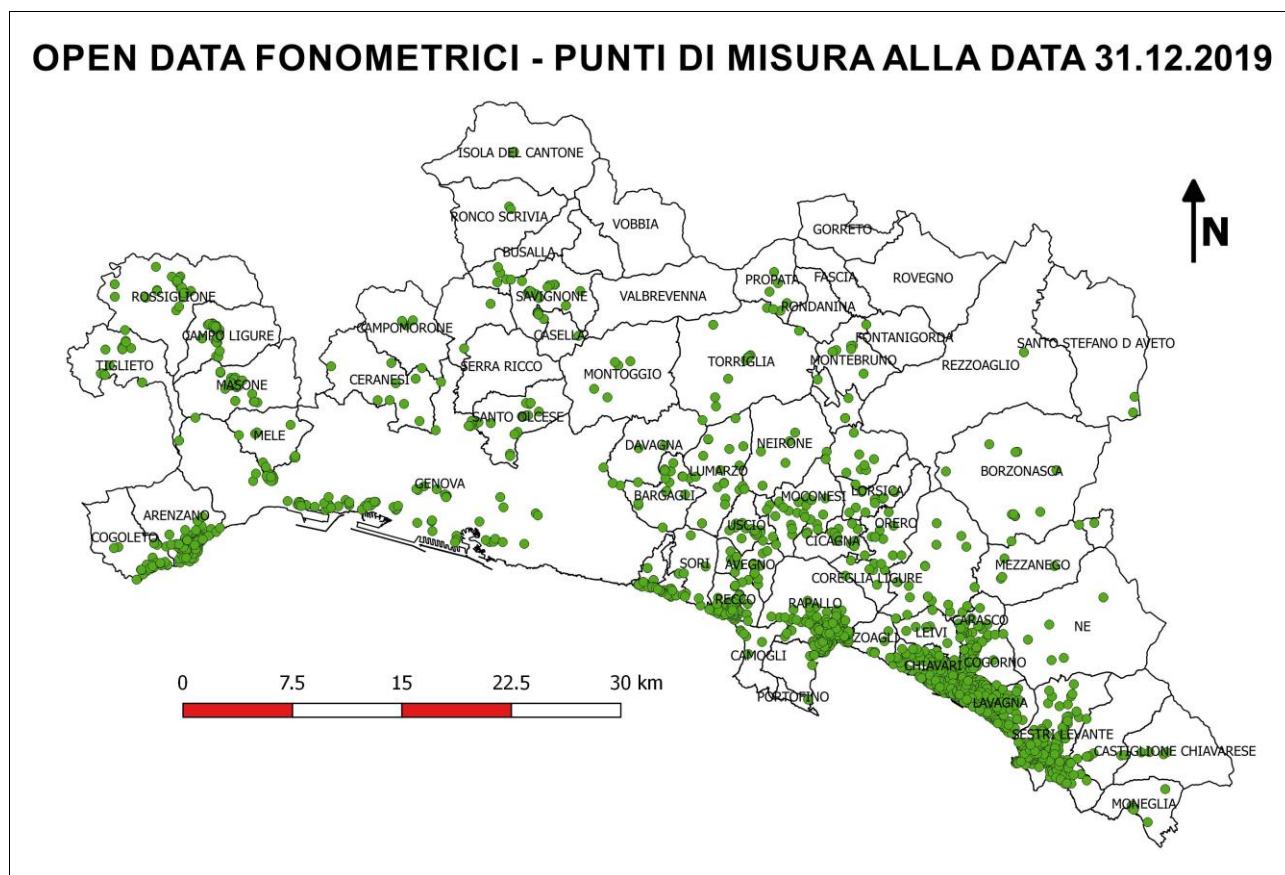 OPEN DATA FONOMETRICI - PUNTI DI MISURA ALLA DATA 31.12.2019
ISOLA DEL CANTONE
RONCO SCRIVIA
VOBBIA
GORRETO
N
BUSALLA
PROPATA
FASCIA
ROVEGNO
ROSSIGLIONE
SAVIGNONE
VALBREVENNA
RONDANINA
CAMPO LIGURE
CAMPOMORONE
CASELLA
FONTANIGORDA
SANTO STEFANO D AVETO
TIGLIETO
SERRA RICCO
TORRIGLIA
MONTEBRUNO
REZZOAGLIO
MASONE
CERANESI
MONTOGGIO
SANTO OLCESE
MELE
DAVAGNA
NEIRONE
LUMARZO
BORZONASCA
GENOVA
BARGAGLI
MOCONESI
LORSICA
ARENZANO
USCIO
ORERO
COGOLETO
CICAGNA
SORI
AVEGNO
MEZZANEGO
COREGLIA LIGURE
RECCO
RAPALLO
CARASCO
NE
ZOAGLI
LEIVI
CAMOGLI
CHIAVARI
COGORNO
0 7.5 15 22.5 30 km
PORTOFINO
LAVAGNA
SESTRI LEVANTE
CASTIGLIONE CHIAVARESE
MONEGLIA